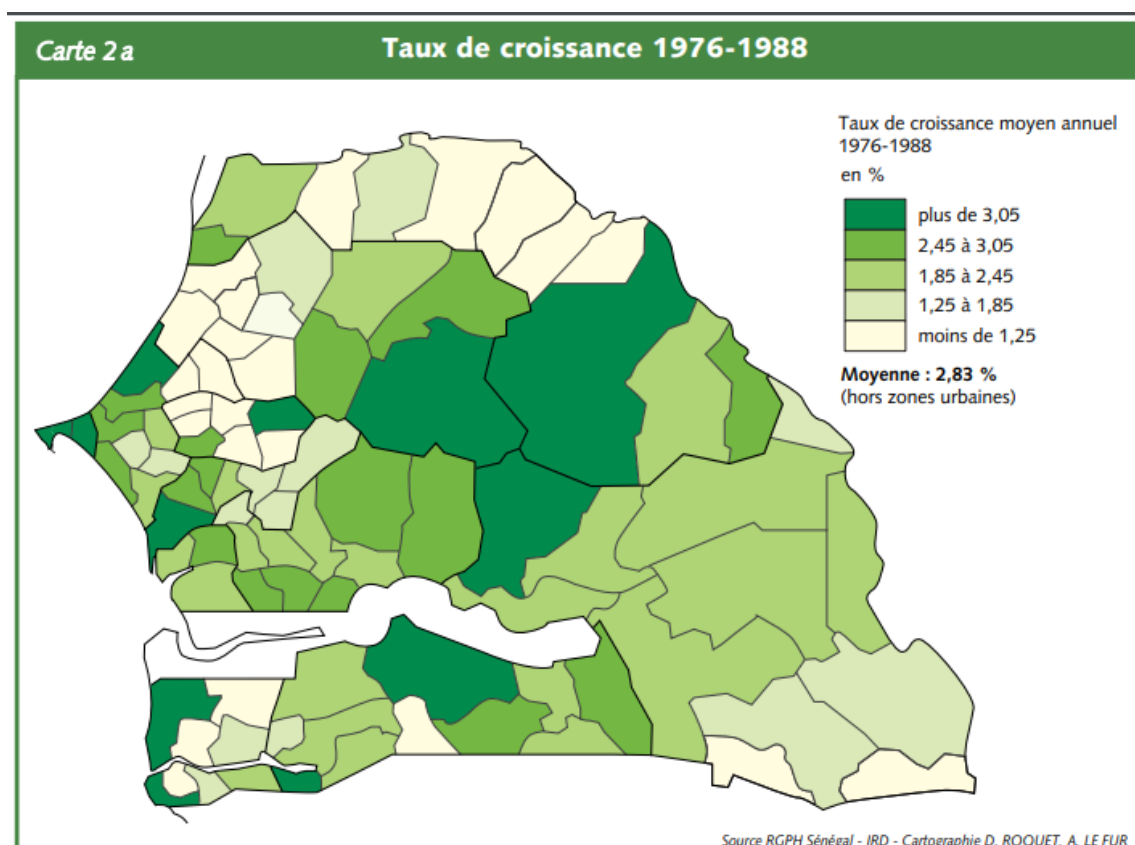 Carte 2 a
Taux de croissance 1976-1988
Taux de croissance moyen annuel
1976-1988
en %
plus de 3,05
2,45 à 3,05
1,85 à 2,45
1,25 à 1,85
moins de 1,25
Moyenne : 2,83 %
(hors zones urbaines)
Source RGPH Sénégal - IRD - Cartographie D. ROQUET, A. LE FUR